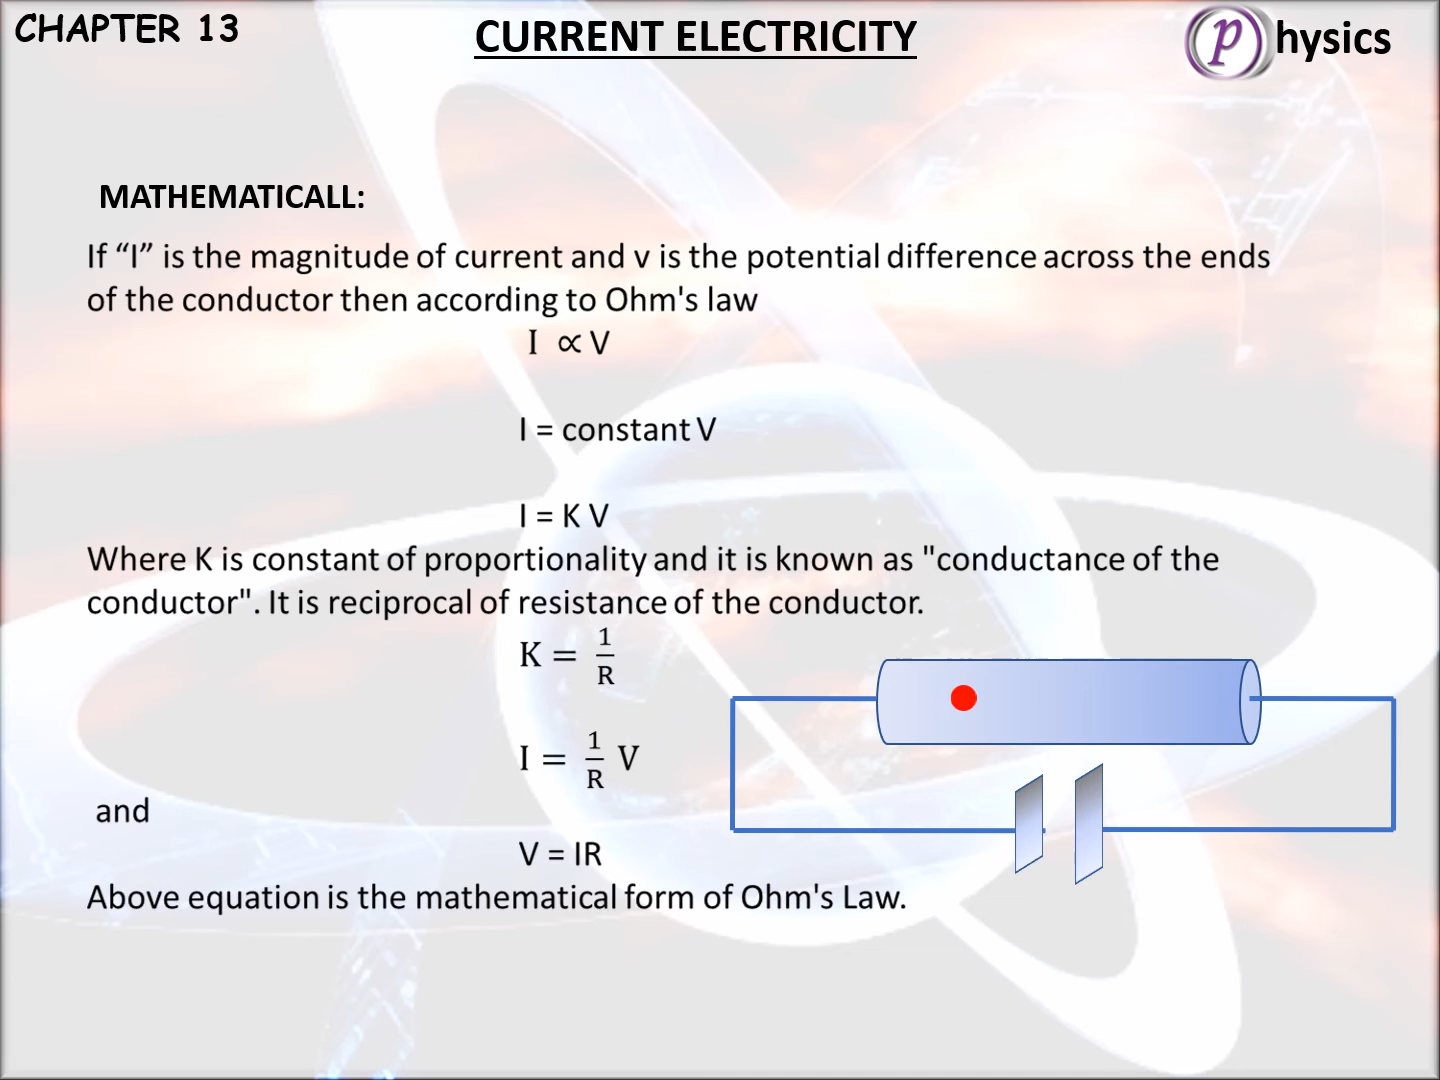 CHAPTER 13
CURRENT ELECTRICITY
Physics
MATHEMATICALL:
If “I” is the magnitude of current and v is the potential difference across the ends
of the conductor then according to Ohm's law
I ∝ V
I = constant V
I = K V
Where K is constant of proportionality and it is known as "conductance of the
conductor". It is reciprocal of resistance of the conductor.
K = 1/R
I = 1/R V
and
V = IR
Above equation is the mathematical form of Ohm's Law.